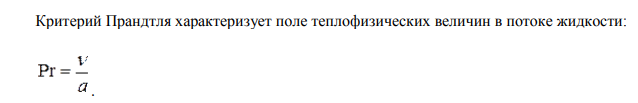 Критерий Прандтля характеризует поле теплофизических величин в потоке жидкости:
Pr = ν/a.